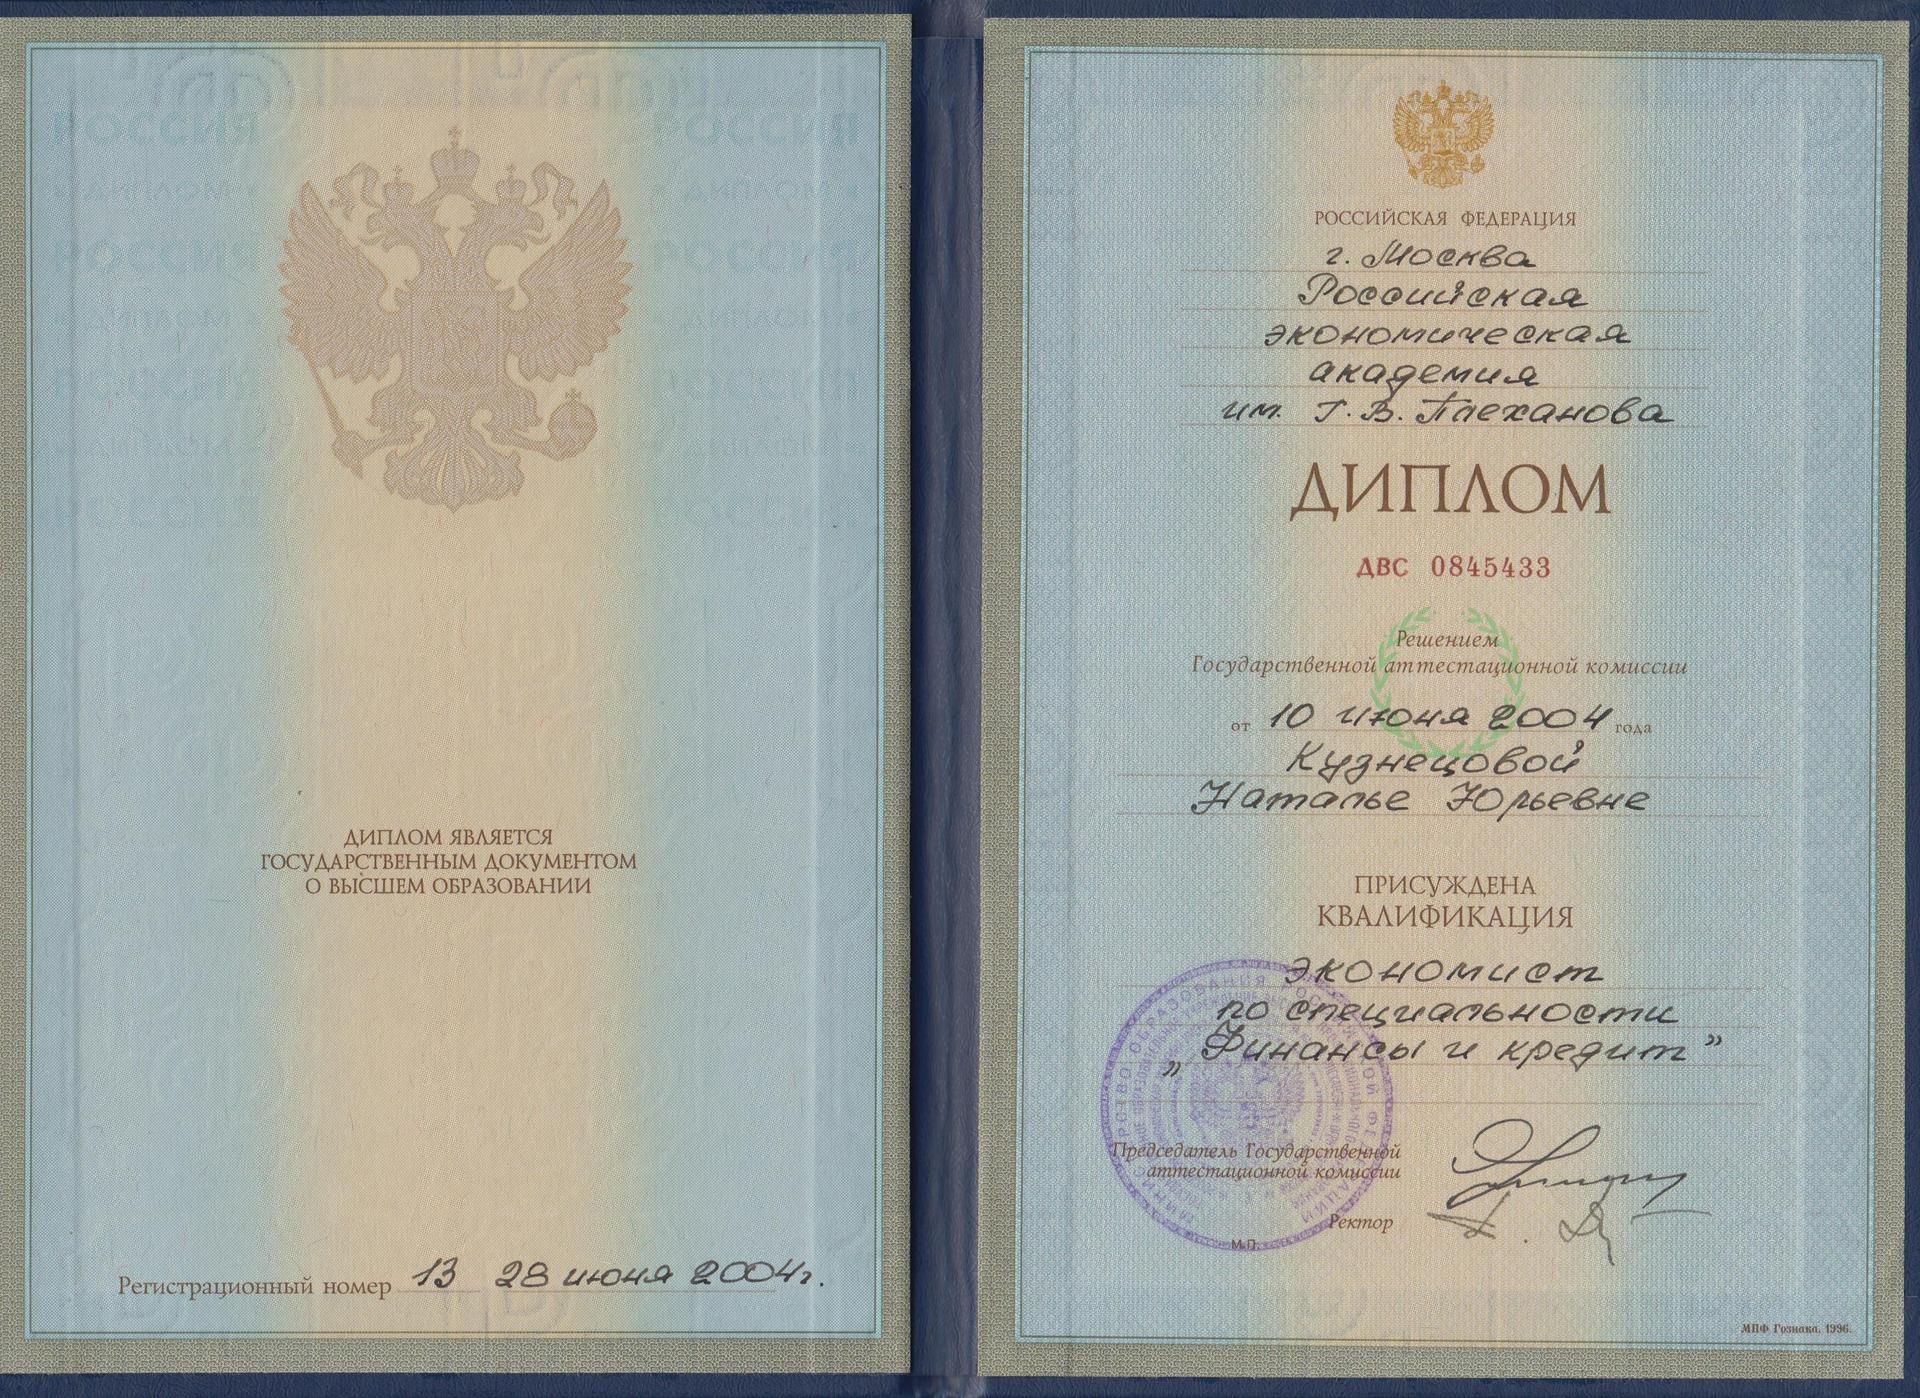 РОССИЯ
РОССИЯ
ДИПЛОМ ЯВЛЯЕТСЯ
ГОСУДАРСТВЕННЫМ ДОКУМЕНТОМ
О ВЫСШЕМ ОБРАЗОВАНИИ
Регистрационный номер 13 28 июня 2004г.
РОССИЙСКАЯ ФЕДЕРАЦИЯ
г. Москва
Российская
экономическая
академия
им. Г. В. Плеханова
ДИПЛОМ
ДВС 0845433
Решением
Государственной аттестационной комиссии
от 10 июня 2004 года
Кузнецовой
Наталье Юрьевне
ПРИСУЖДЕНА
КВАЛИФИКАЦИЯ
экономист
по специальности
„Финансы и кредит”
Председатель Государственной
аттестационной комиссии
Ректор
М.П.
МПФ Гознака. 1996.